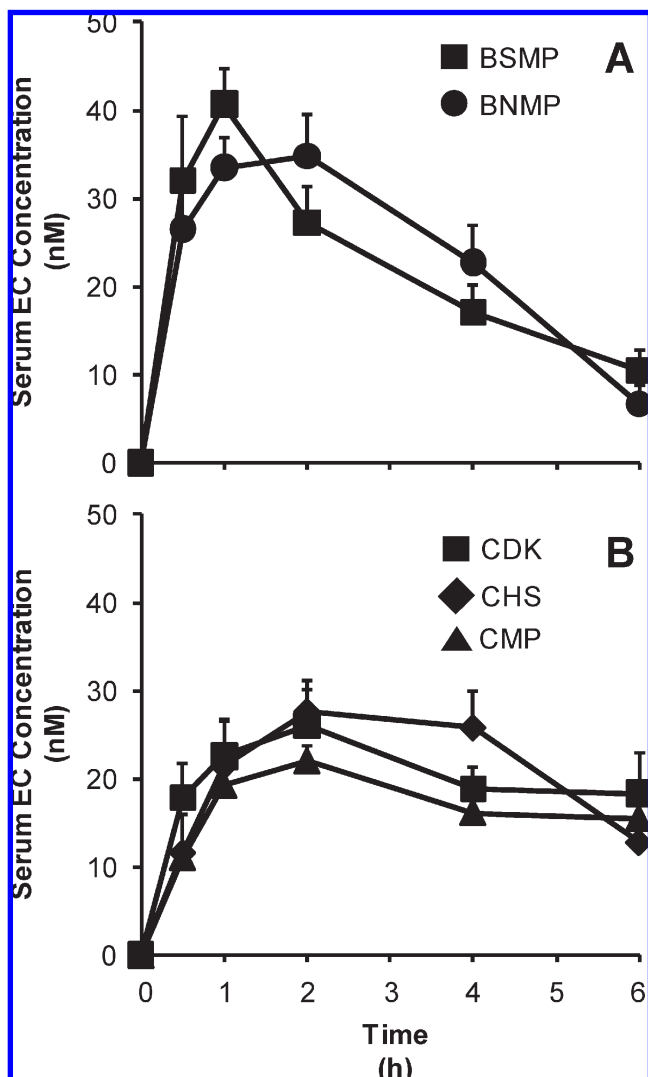 50
40
30
20
10
0
Serum EC Concentration
(nM)
BSMP
BNMP
A
50
40
30
20
10
0
Serum EC Concentration
(nM)
CDK
CHS
CMP
B
0 1 2 3 4 5 6
Time
(h)